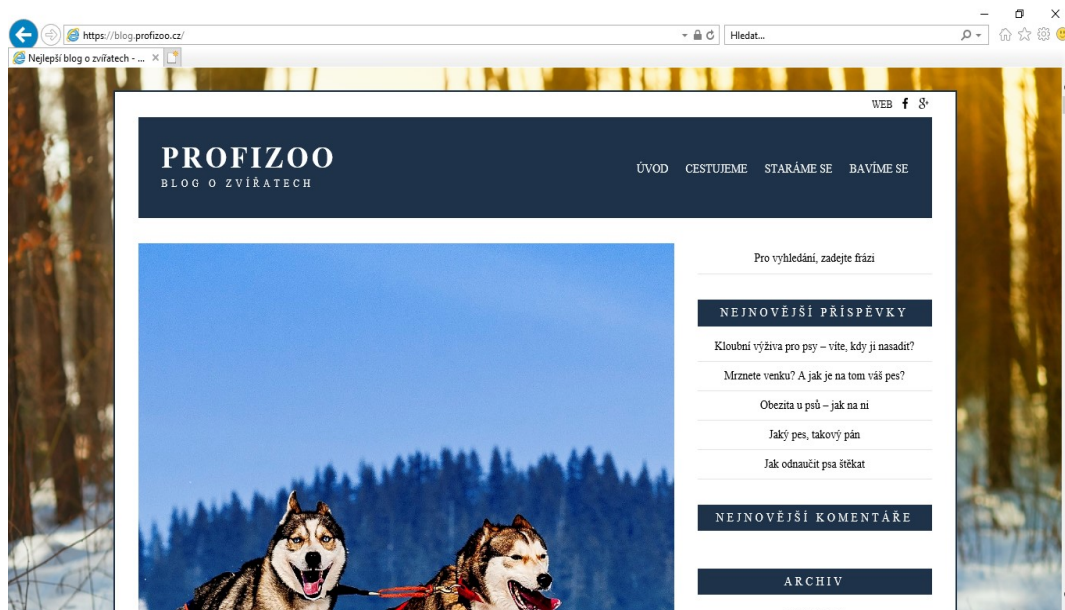 https://blog.profizoo.cz/
Hledat...
Nejlepší blog o zvířatech - ...
WEB
PROFIZOO
BLOG O ZVÍŘATECH
ÚVOD CESTUJEME STARÁME SE BAVÍME SE
Pro vyhledání, zadejte frázi
NEJNOVĚJŠÍ PŘÍSPĚVKY
Kloubní výživa pro psy – víte, kdy ji nasadit?
Mrznete venku? A jak je na tom váš pes?
Obezita u psů – jak na ni
Jaký pes, takový pán
Jak odnaučit psa štěkat
NEJNOVĚJŠÍ KOMENTÁŘE
ARCHIV